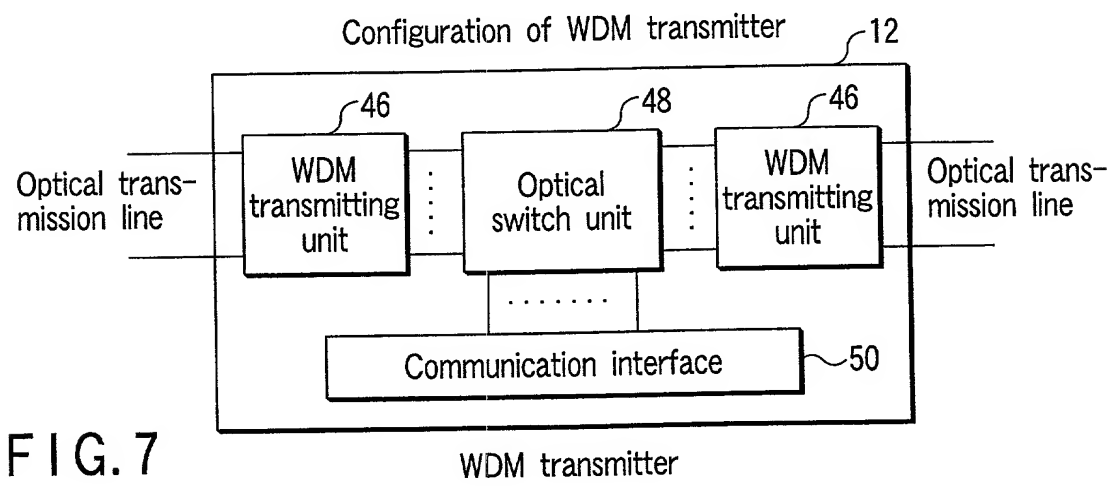 Configuration of WDM transmitter
12
46
48
46
Optical trans-
mission line
WDM
transmitting
unit
Optical
switch unit
WDM
transmitting
unit
Optical trans-
mission line
Communication interface
50
FIG. 7
WDM transmitter